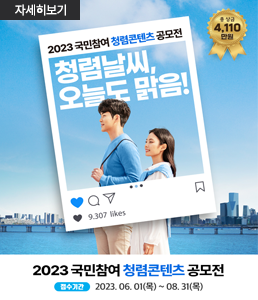 자세히보기
총 상금
4,110
만원
2023 국민참여 청렴콘텐츠 공모전
청렴날씨,
오늘도 맑음!
9,307 likes
2023 국민참여 청렴콘텐츠 공모전
접수기간 2023. 06. 01(목) ~ 08. 31(목)